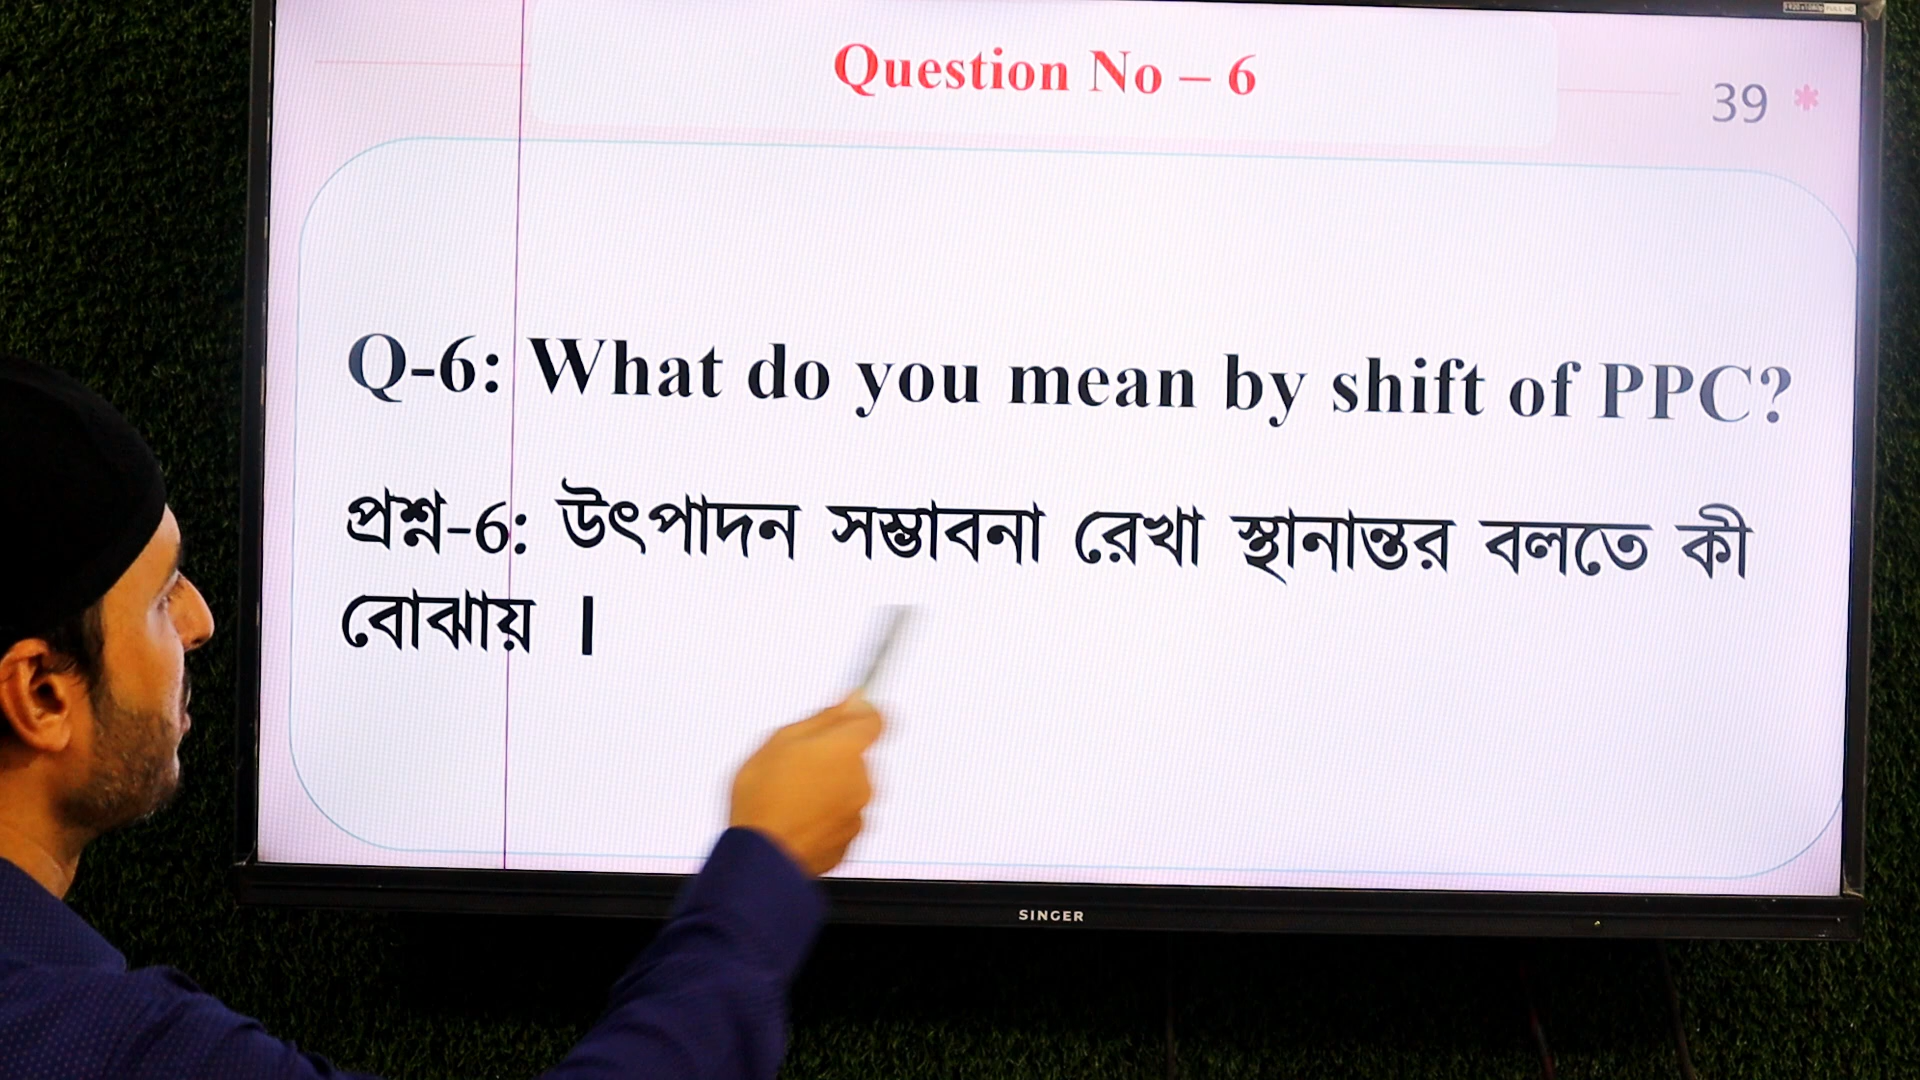 Question No – 6
39 *
Q-6: What do you mean by shift of PPC?
প্রশ্ন-6: উৎপাদন সম্ভাবনা রেখা স্থানান্তর বলতে কী
বোঝায় ।
SINGER